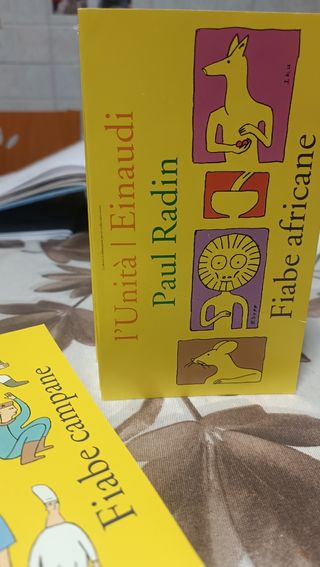 l'Unità | Einaudi
Paul Radin
Fiabe africane
Fiabe campane